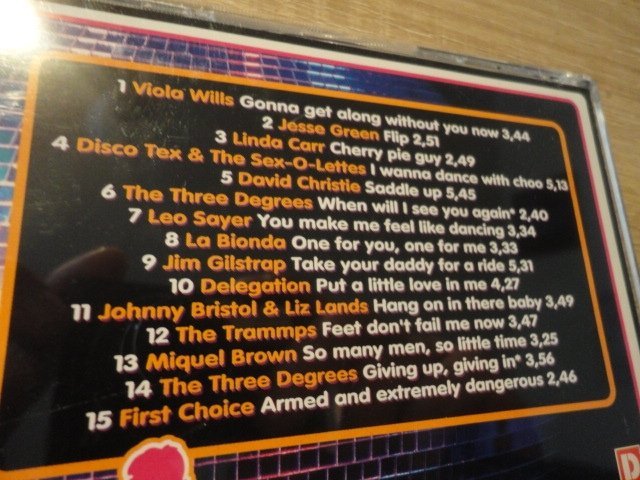 1 Viola Wills Gonna get along without you now 3,44
2 Jesse Green Flip 2,51
3 Linda Carr Cherry pie guy 2,49
4 Disco Tex & The Sex-O-Lettes I wanna dance with choo 5,13
5 David Christie Saddle up 5,45
6 The Three Degrees When will I see you again* 2,40
7 Leo Sayer You make me feel like dancing 3,34
8 La Bionda One for you, one for me 3,33
9 Jim Gilstrap Take your daddy for a ride 5,31
10 Delegation Put a little love in me 4,27
11 Johnny Bristol & Liz Lands Hang on in there baby 3,49
12 The Trammps Feet don't fail me now 3,47
13 Miquel Brown So many men, so little time 3,25
14 The Three Degrees Giving up, giving in* 3,56
15 First Choice Armed and extremely dangerous 2,46